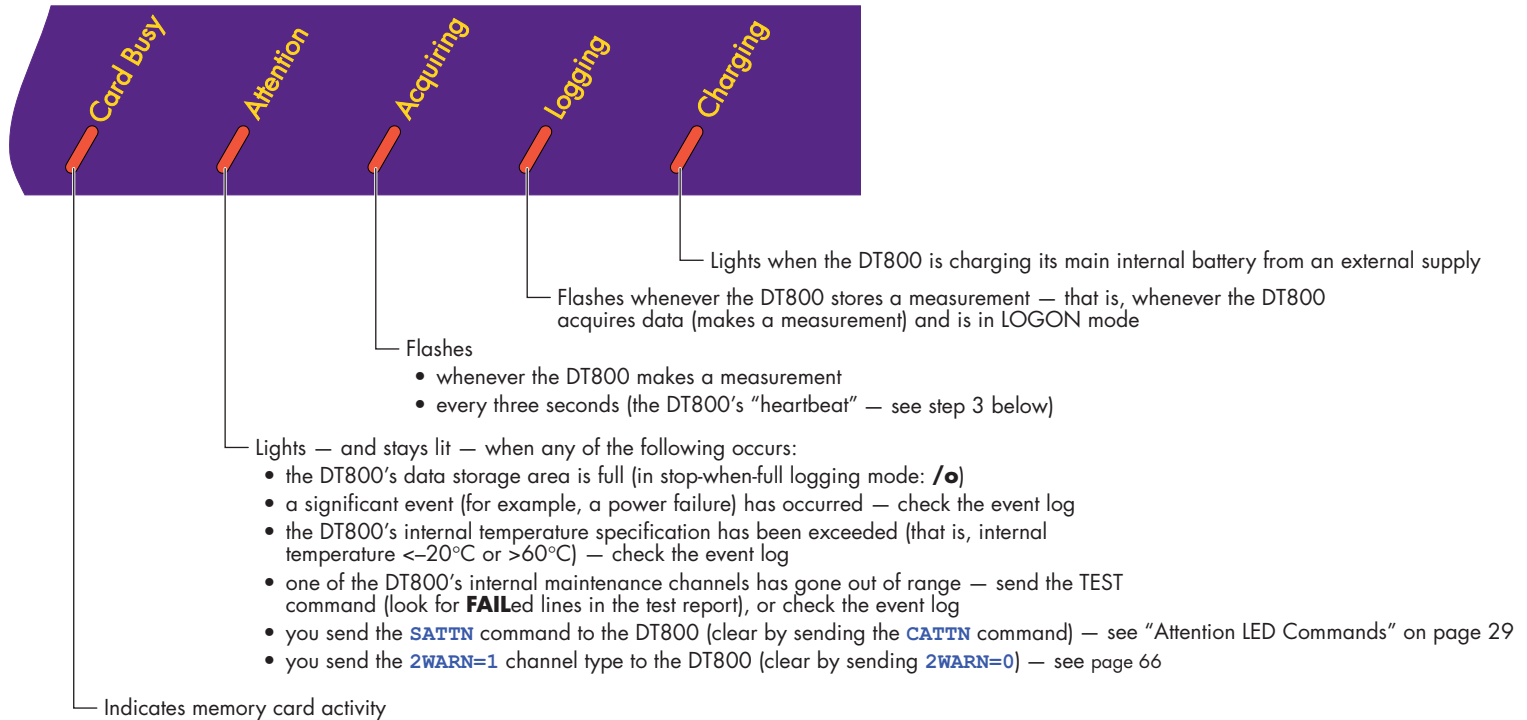 Card Busy
Attention
Acquiring
Logging
Charging
Lights when the DT800 is charging its main internal battery from an external supply
Flashes whenever the DT800 stores a measurement — that is, whenever the DT800
acquires data (makes a measurement) and is in LOGON mode
Flashes
• whenever the DT800 makes a measurement
• every three seconds (the DT800's “heartbeat” — see step 3 below)
Lights — and stays lit — when any of the following occurs:
• the DT800's data storage area is full (in stop-when-full logging mode: /o)
• a significant event (for example, a power failure) has occurred — check the event log
• the DT800's internal temperature specification has been exceeded (that is, internal
temperature <–20°C or >60°C) — check the event log
• one of the DT800's internal maintenance channels has gone out of range — send the TEST
command (look for FAILed lines in the test report), or check the event log
• you send the SATTN command to the DT800 (clear by sending the CATTN command) — see “Attention LED Commands” on page 29
• you send the 2WARN=1 channel type to the DT800 (clear by sending 2WARN=0) — see page 66
Indicates memory card activity